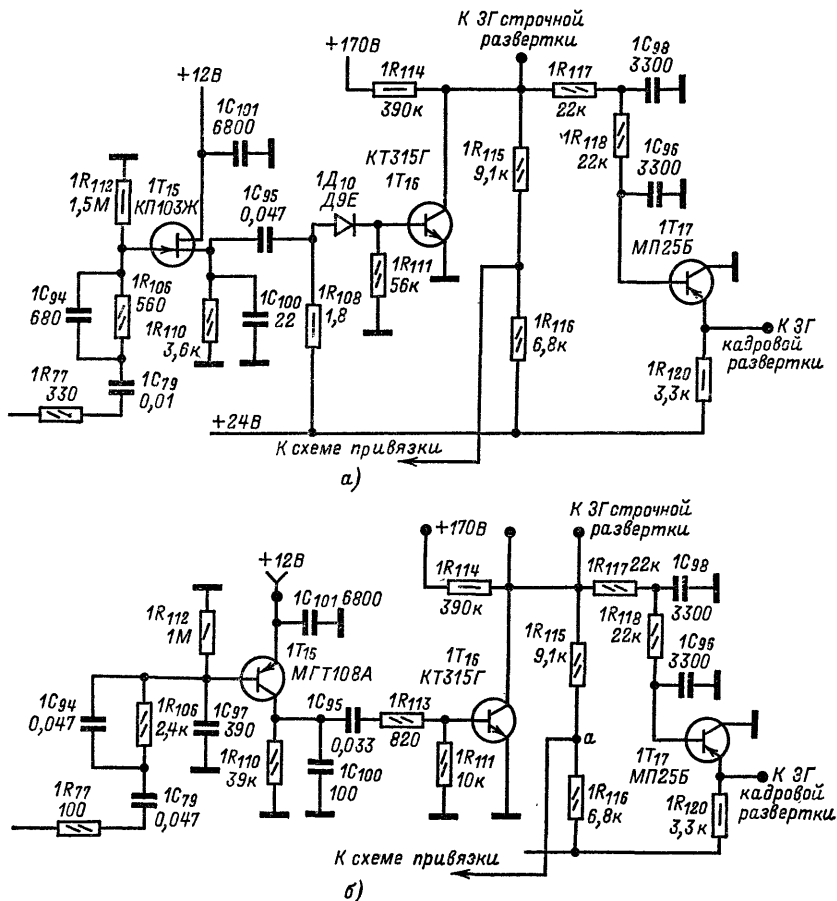 К ЗГ строчной
развертки
+170В
1R114
390к
1R117
22к
1C98
3300
+12В
1C101
6800
1R118
22к
1C96
3300
КТ315Г
1T16
1R115
9,1к
1R112
1,5М
1T15
КП103Ж
1C95
0,047
1Д10
Д9Е
1T17
МП25Б
1R106
560
1C94
680
1R110
3,6к
1C100
22
1R108
1,8
1R111
56к
1R116
6,8к
К ЗГ
кадровой
развертки
1R120
3,3к
1R77
330
1C79
0,01
+24В
К схеме привязки
а)
К ЗГ строчной
развертки
+170В
+12В
1R114
390к
1R117 22к
1C98
3300
1C101 6800
1R118
22к
1C96
3300
1R112
1М
1T15
МГТ108А
1T16
КТ315Г
1R115
9,1к
1C94
0,047
1R106
2,4к
1C97
390
1C95
0,033
1R113
820
а
1T17
МП25Б
1R110
39к
1C100
100
1R111
10к
1R116
6,8к
К ЗГ
кадровой
развертки
1R120
3,3к
1R77
100
1C79
0,047
К схеме привязки
б)